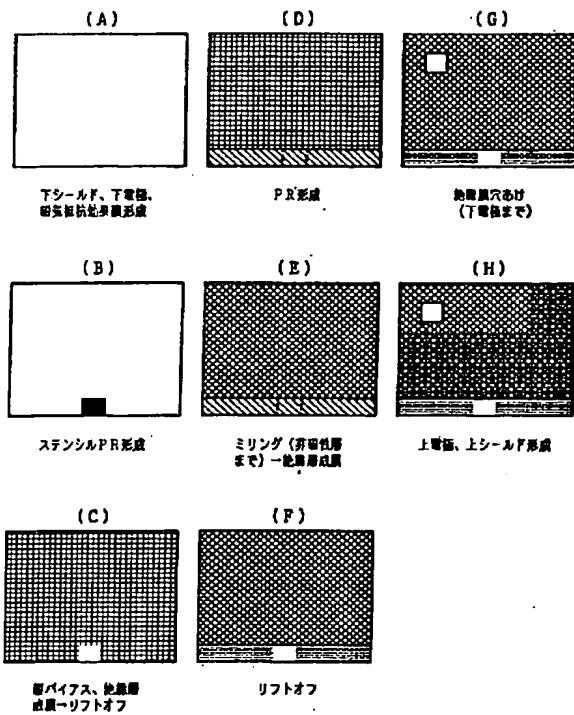 (A)
(D)
(G)
下シールド、下電極、
磁気抵抗効果膜形成
PR形成
絶縁膜穴あけ
(下電極まで)
(B)
(E)
(H)
ステンシルPR形成
ミリング(非磁性層
まで)→絶縁層成膜
上電極、上シールド形成
(C)
(F)
縦バイアス、絶縁層
成膜→リフトオフ
リフトオフ